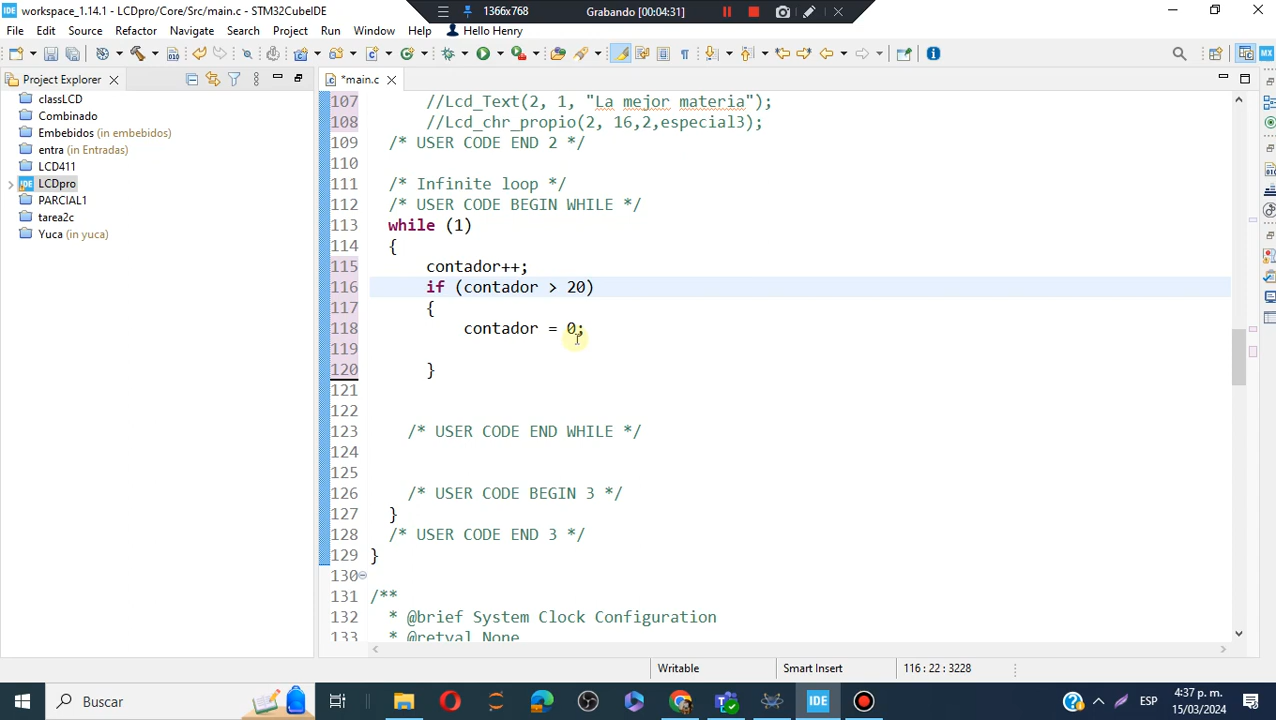 workspace_1.14.1 - LCDpro/Core/Src/main.c - STM32CubeIDE
1366x768
Grabando [00:04:31]
File Edit Source Refactor Navigate Search Project Run Window Help Hello Henry
IDE
MX
Project Explorer
*main.c
classLCD
Combinado
Embebidos (in embebidos)
entra (in Entradas)
LCD411
LCDpro
PARCIAL1
tarea2c
Yuca (in yuca)
107 //Lcd_Text(2, 1, "La mejor materia");
108 //Lcd_chr_propio(2, 16,2,especial3);
109 /* USER CODE END 2 */
110
111 /* Infinite loop */
112 /* USER CODE BEGIN WHILE */
113 while (1)
114 {
115 contador++;
116 if (contador > 20)
117 {
118 contador = 0;
119
120 }
121
122
123 /* USER CODE END WHILE */
124
125
126 /* USER CODE BEGIN 3 */
127 }
128 /* USER CODE END 3 */
129 }
130
131 /**
132 * @brief System Clock Configuration
133 * @retval None
Writable
Smart Insert
116 : 22 : 3228
Buscar
IDE
ESP
4:37 p. m.
15/03/2024